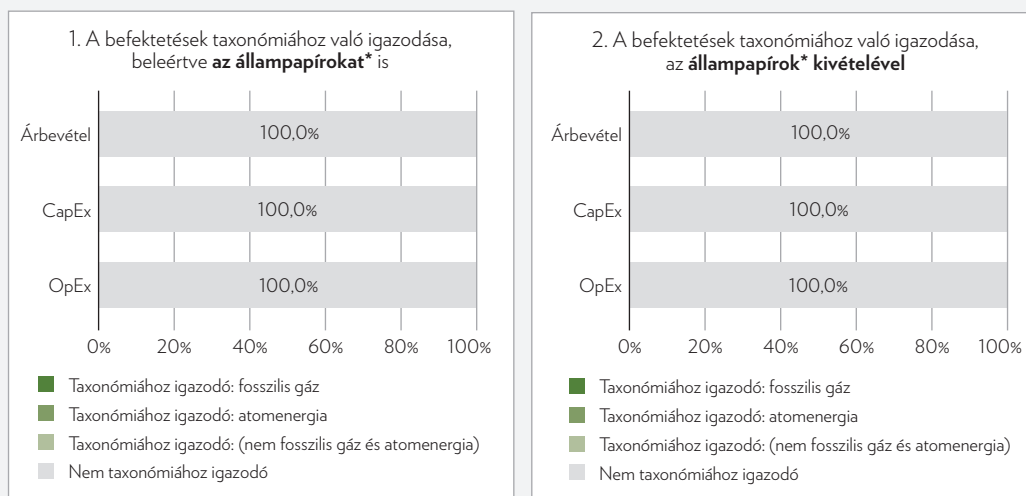 1. A befektetések taxonómiához való igazodása,
beleértve az állampapírokat* is
Árbevétel
100,0%
CapEx
100,0%
OpEx
100,0%
0% 20% 40% 60% 80% 100%
Taxonómiához igazodó: fosszilis gáz
Taxonómiához igazodó: atomenergia
Taxonómiához igazodó: (nem fosszilis gáz és atomenergia)
Nem taxonómiához igazodó
2. A befektetések taxonómiához való igazodása,
az állampapírok* kivételével
Árbevétel
100,0%
CapEx
100,0%
OpEx
100,0%
0% 20% 40% 60% 80% 100%
Taxonómiához igazodó: fosszilis gáz
Taxonómiához igazodó: atomenergia
Taxonómiához igazodó: (nem fosszilis gáz és atomenergia)
Nem taxonómiához igazodó